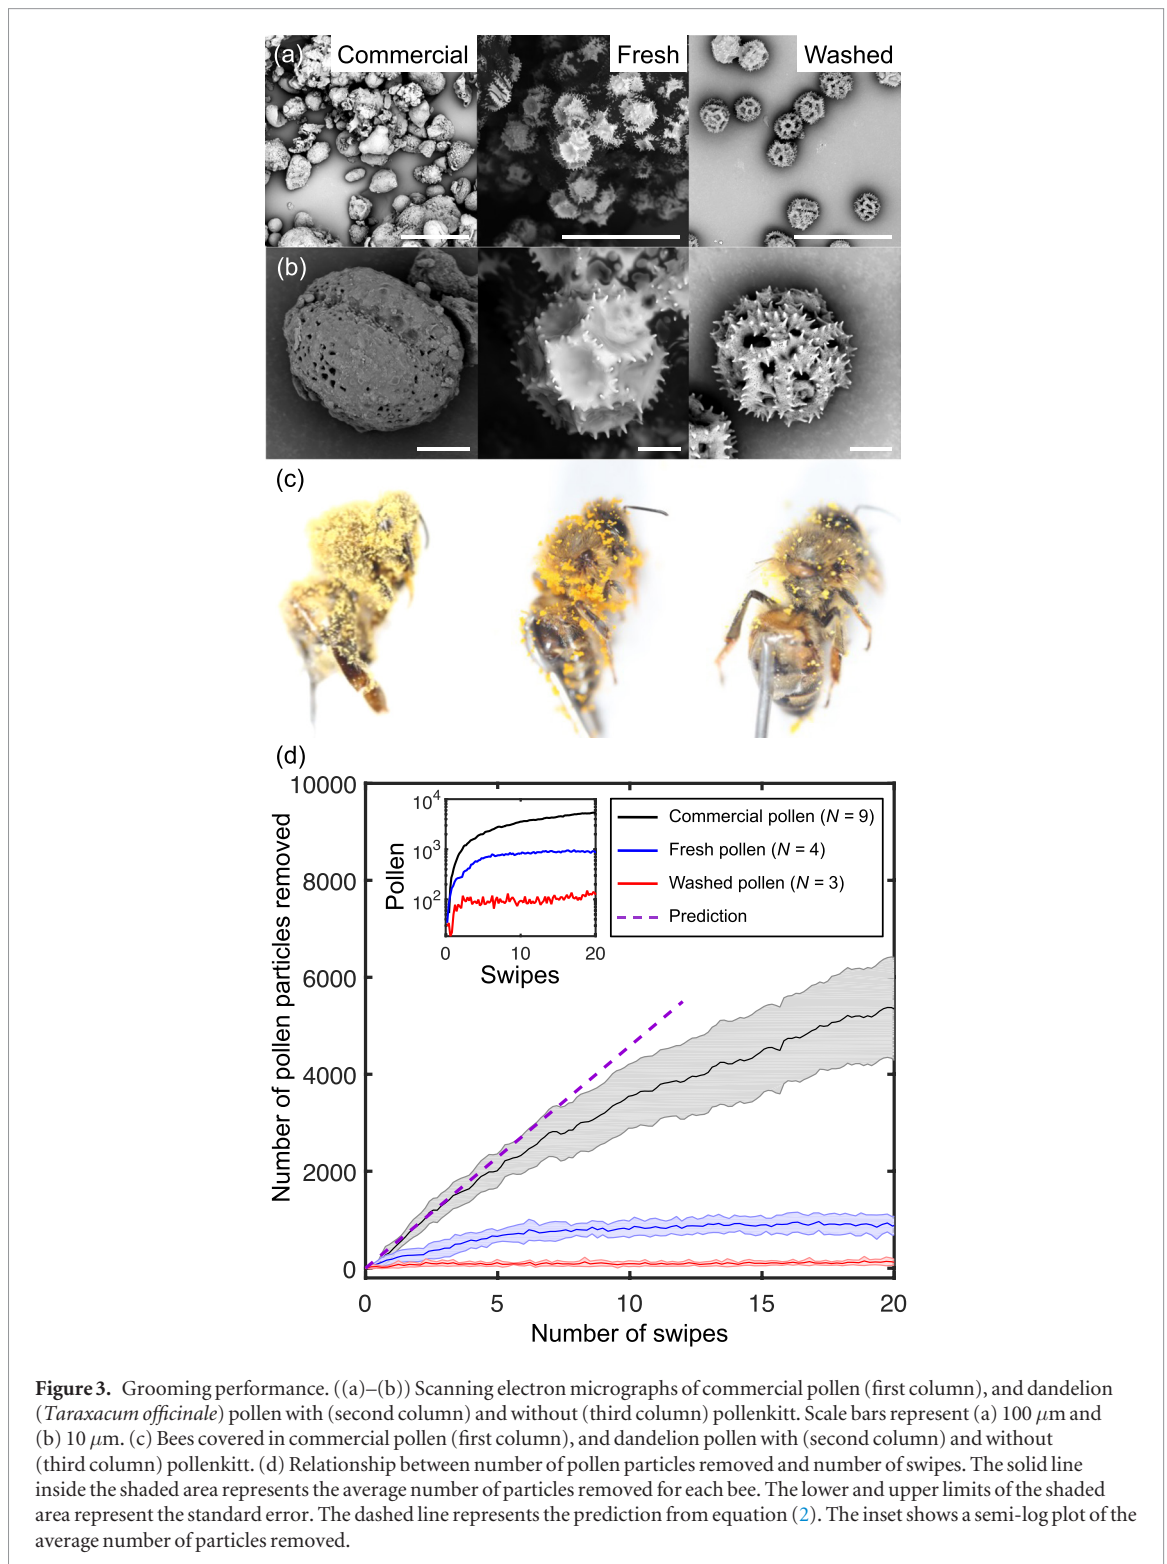 (a) Commercial Fresh Washed
(b)
(c)
(d)
10000
8000
6000
4000
2000
0
Number of pollen particles removed
0 5 10 15 20
Number of swipes
10^4
10^3
10^2
Pollen
0 10 20
Swipes
Commercial pollen (N = 9)
Fresh pollen (N = 4)
Washed pollen (N = 3)
Prediction
Figure 3. Grooming performance. ((a)–(b)) Scanning electron micrographs of commercial pollen (first column), and dandelion
(Taraxacum officinale) pollen with (second column) and without (third column) pollenkitt. Scale bars represent (a) 100 μm and
(b) 10 μm. (c) Bees covered in commercial pollen (first column), and dandelion pollen with (second column) and without
(third column) pollenkitt. (d) Relationship between number of pollen particles removed and number of swipes. The solid line
inside the shaded area represents the average number of particles removed for each bee. The lower and upper limits of the shaded
area represent the standard error. The dashed line represents the prediction from equation (2). The inset shows a semi-log plot of the
average number of particles removed.